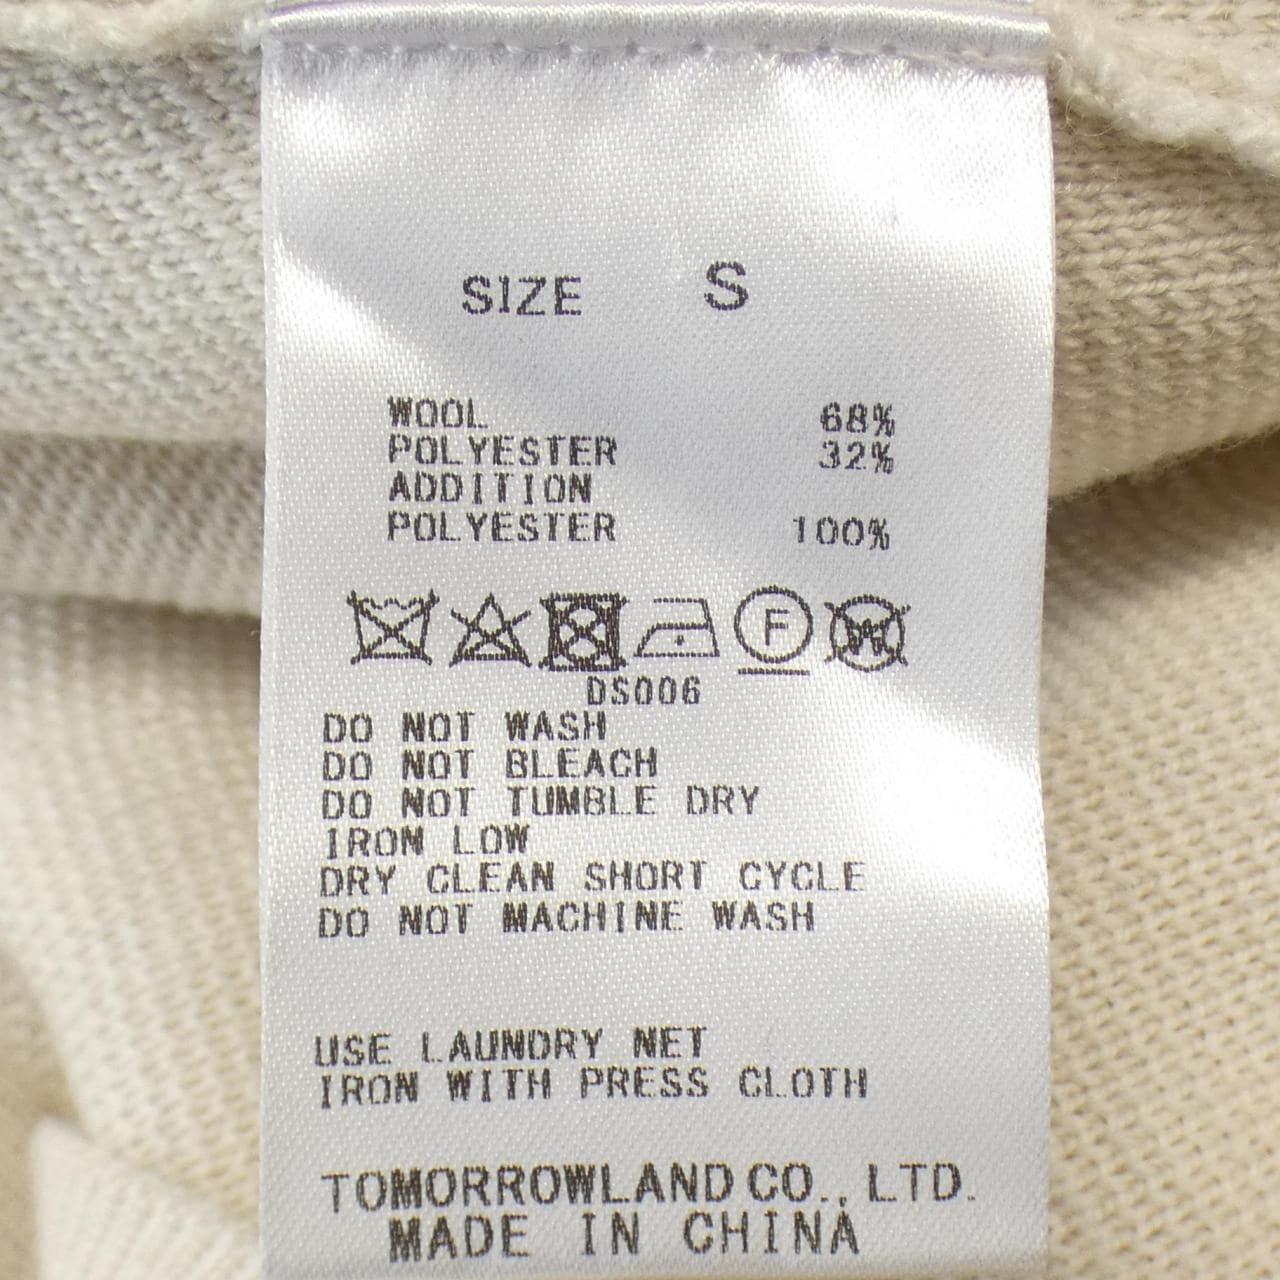 SIZE S
WOOL 68%
POLYESTER 32%
ADDITION
POLYESTER 100%
F W
DS006
DO NOT WASH
DO NOT BLEACH
DO NOT TUMBLE DRY
IRON LOW
DRY CLEAN SHORT CYCLE
DO NOT MACHINE WASH
USE LAUNDRY NET
IRON WITH PRESS CLOTH
TOMORROWLAND CO., LTD.
MADE IN CHINA